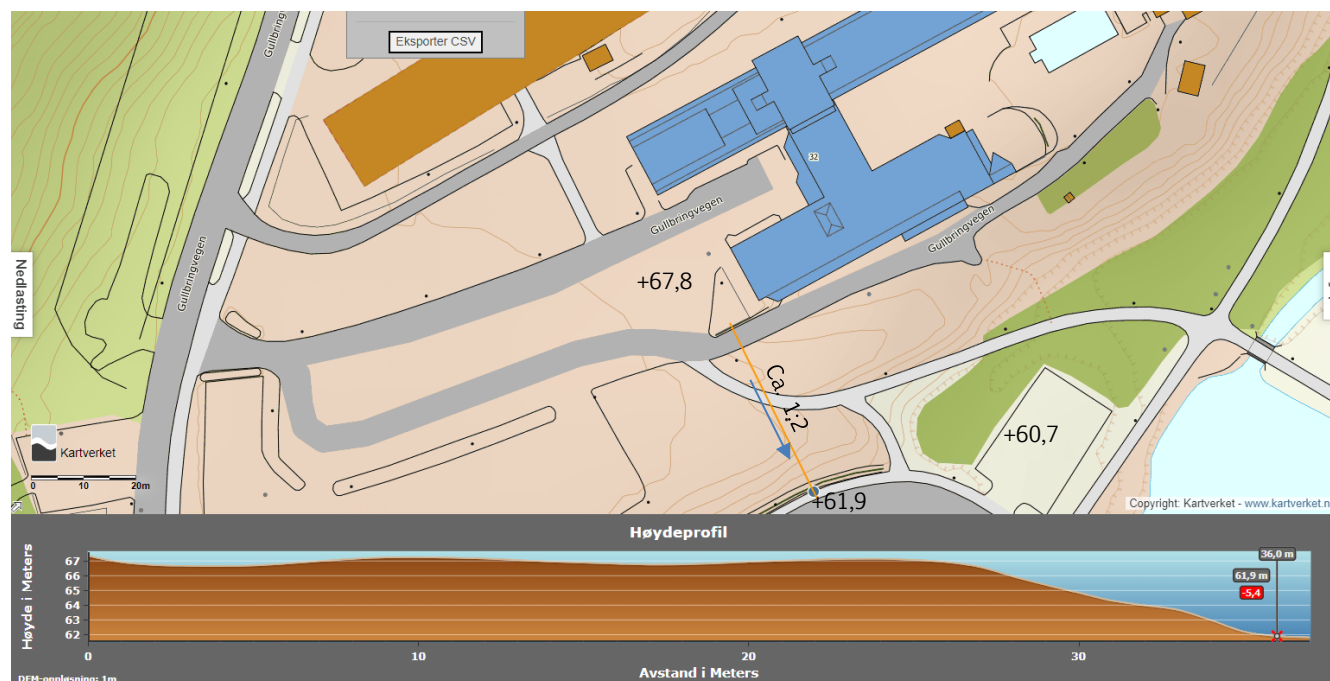 Eksporter CSV
Gullbringvegen
32
Gullbringvegen
Gullbringvegen
Gullbringvegen
Nedlasting
+67,8
Ca. 1:2
+60,7
+61,9
Kartverket
0 10 20m
Copyright: Kartverket - www.kartverket.n
Høydeprofil
Høyde i Meters
67
66
65
64
63
62
36,0 m
61,9 m
-5,4
0 10 20 30
Avstand i Meters
DEM-oppløsning: 1m